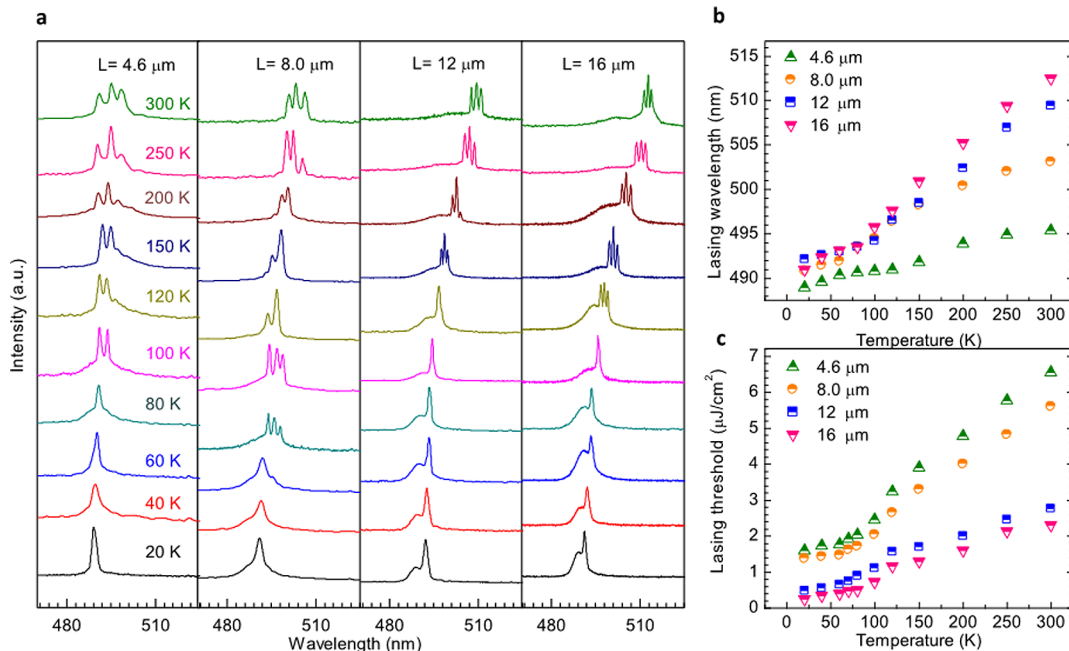 a
L= 4.6 μm
L= 8.0 μm
L= 12 μm
L= 16 μm
300 K
250 K
200 K
150 K
120 K
100 K
80 K
60 K
40 K
20 K
Intensity (a.u.)
480 510 480 510 480 510 480 510
Wavelength (nm)
b
515
510
505
500
495
490
Lasing wavelength (nm)
4.6 μm
8.0 μm
12 μm
16 μm
0 50 100 150 200 250 300
Temperature (K)
c
7
6
5
4
3
2
1
0
Lasing threshold (μJ/cm²)
4.6 μm
8.0 μm
12 μm
16 μm
0 50 100 150 200 250 300
Temperature (K)